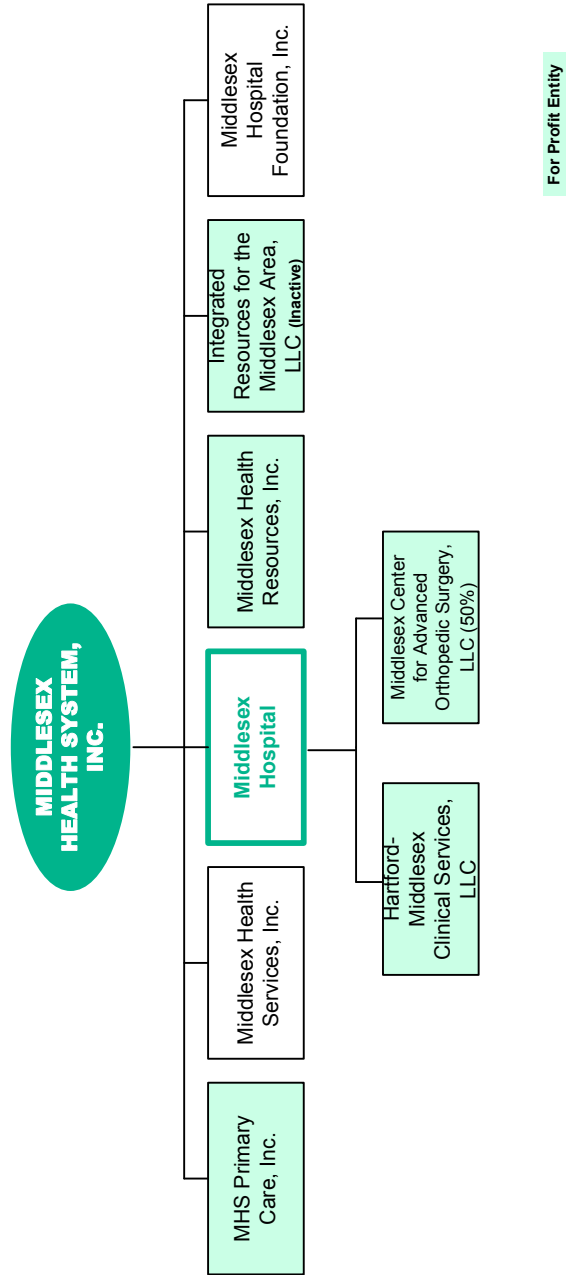 MIDDLESEX
HEALTH SYSTEM,
INC.
MHS Primary
Care, Inc.
Middlesex Health
Services, Inc.
Middlesex
Hospital
Middlesex Health
Resources, Inc.
Integrated
Resources for the
Middlesex Area,
LLC (Inactive)
Middlesex
Hospital
Foundation, Inc.
Hartford-
Middlesex
Clinical Services,
LLC
Middlesex Center
for Advanced
Orthopedic Surgery,
LLC (50%)
For Profit Entity